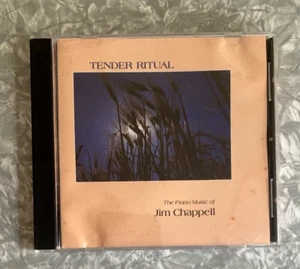 TENDER RITUAL
The Piano Music of
Jim Chappell